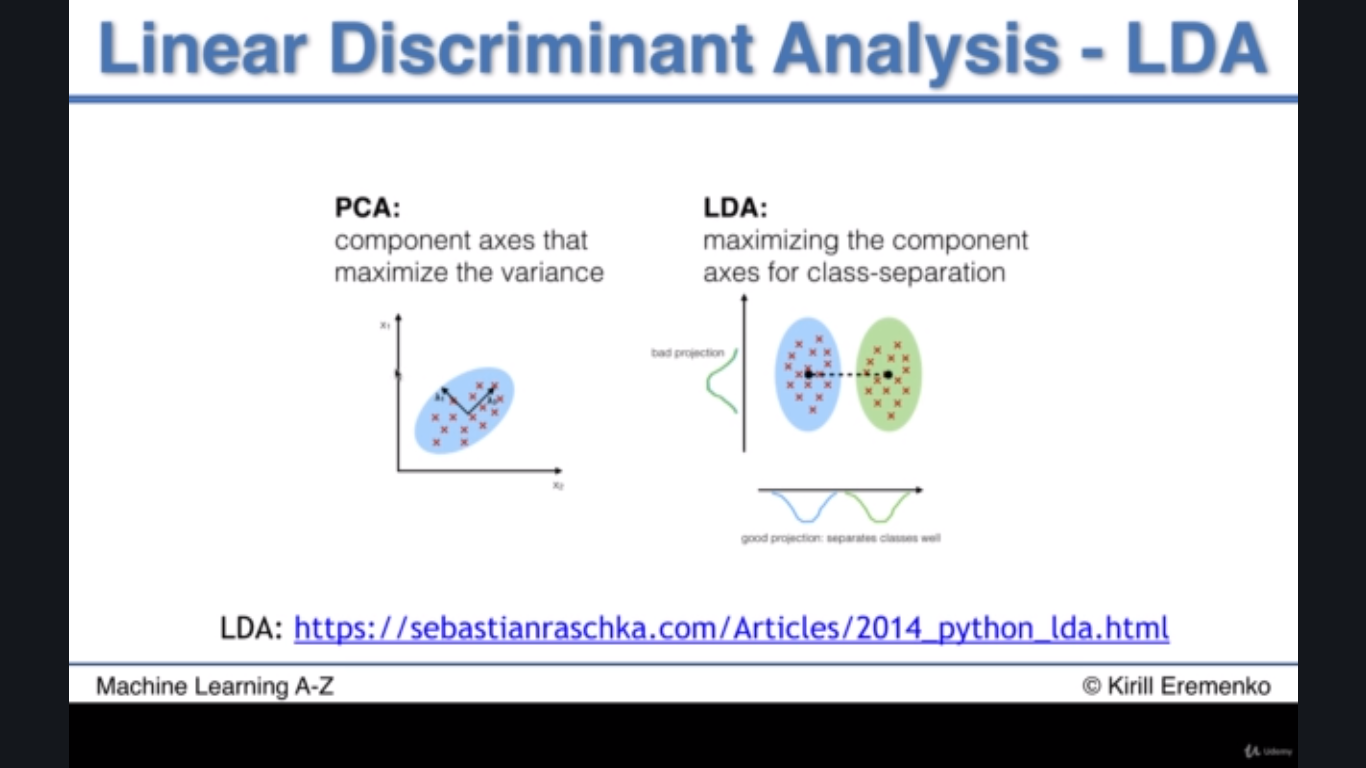 Linear Discriminant Analysis - LDA
PCA:
component axes that
maximize the variance
LDA:
maximizing the component
axes for class-separation
x₁
x₂
bad projection
good projection: separates classes well
LDA: https://sebastianraschka.com/Articles/2014_python_lda.html
Machine Learning A-Z
© Kirill Eremenko
Udemy